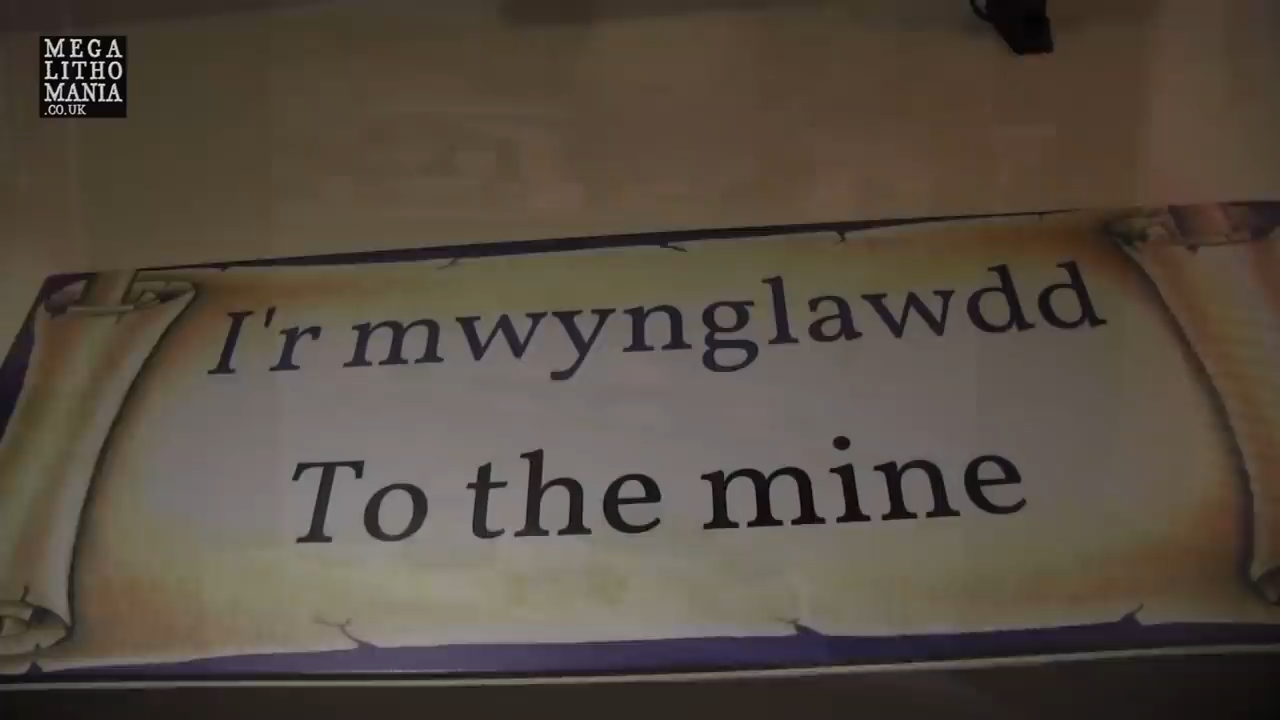 MEGA
LITHO
MANIA
.CO.UK
I'r mwynglawdd
To the mine